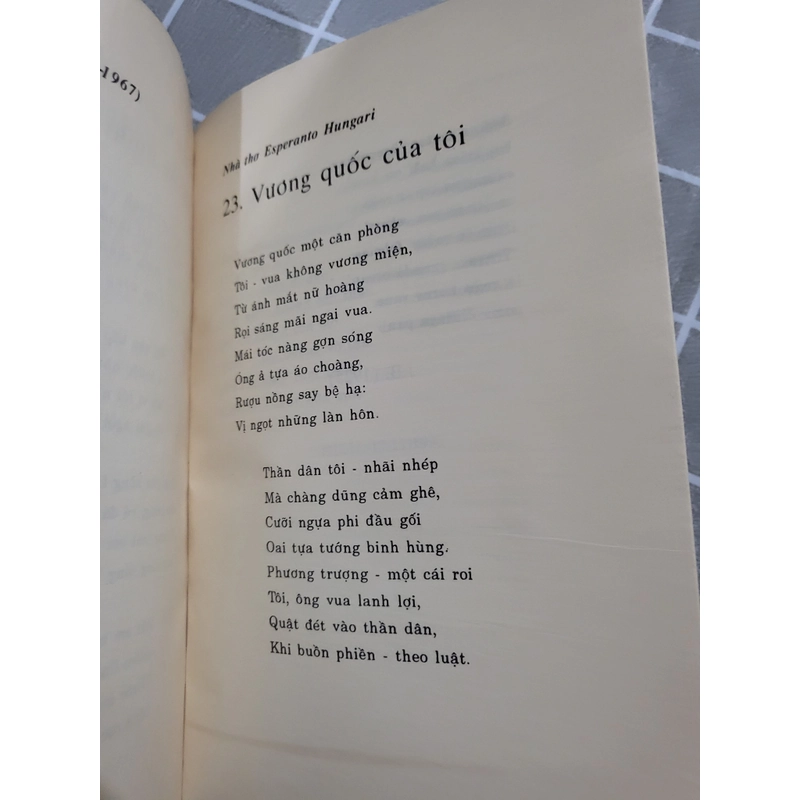 -1967)
Nhà thơ Esperanto Hungari
23. Vương quốc của tôi
Vương quốc một căn phòng
Tôi - vua không vương miện,
Từ ánh mắt nữ hoàng
Rọi sáng mãi ngai vua.
Mái tóc nàng gợn sóng
Óng ả tựa áo choàng,
Rượu nồng say bệ hạ:
Vị ngọt những làn hôn.
Thần dân tôi - nhãi nhép
Mà chàng dũng cảm ghê,
Cưỡi ngựa phi đầu gối
Oai tựa tướng binh hùng.
Phương trượng - một cái roi
Tôi, ông vua lanh lợi,
Quật đét vào thần dân,
Khi buồn phiền - theo luật.